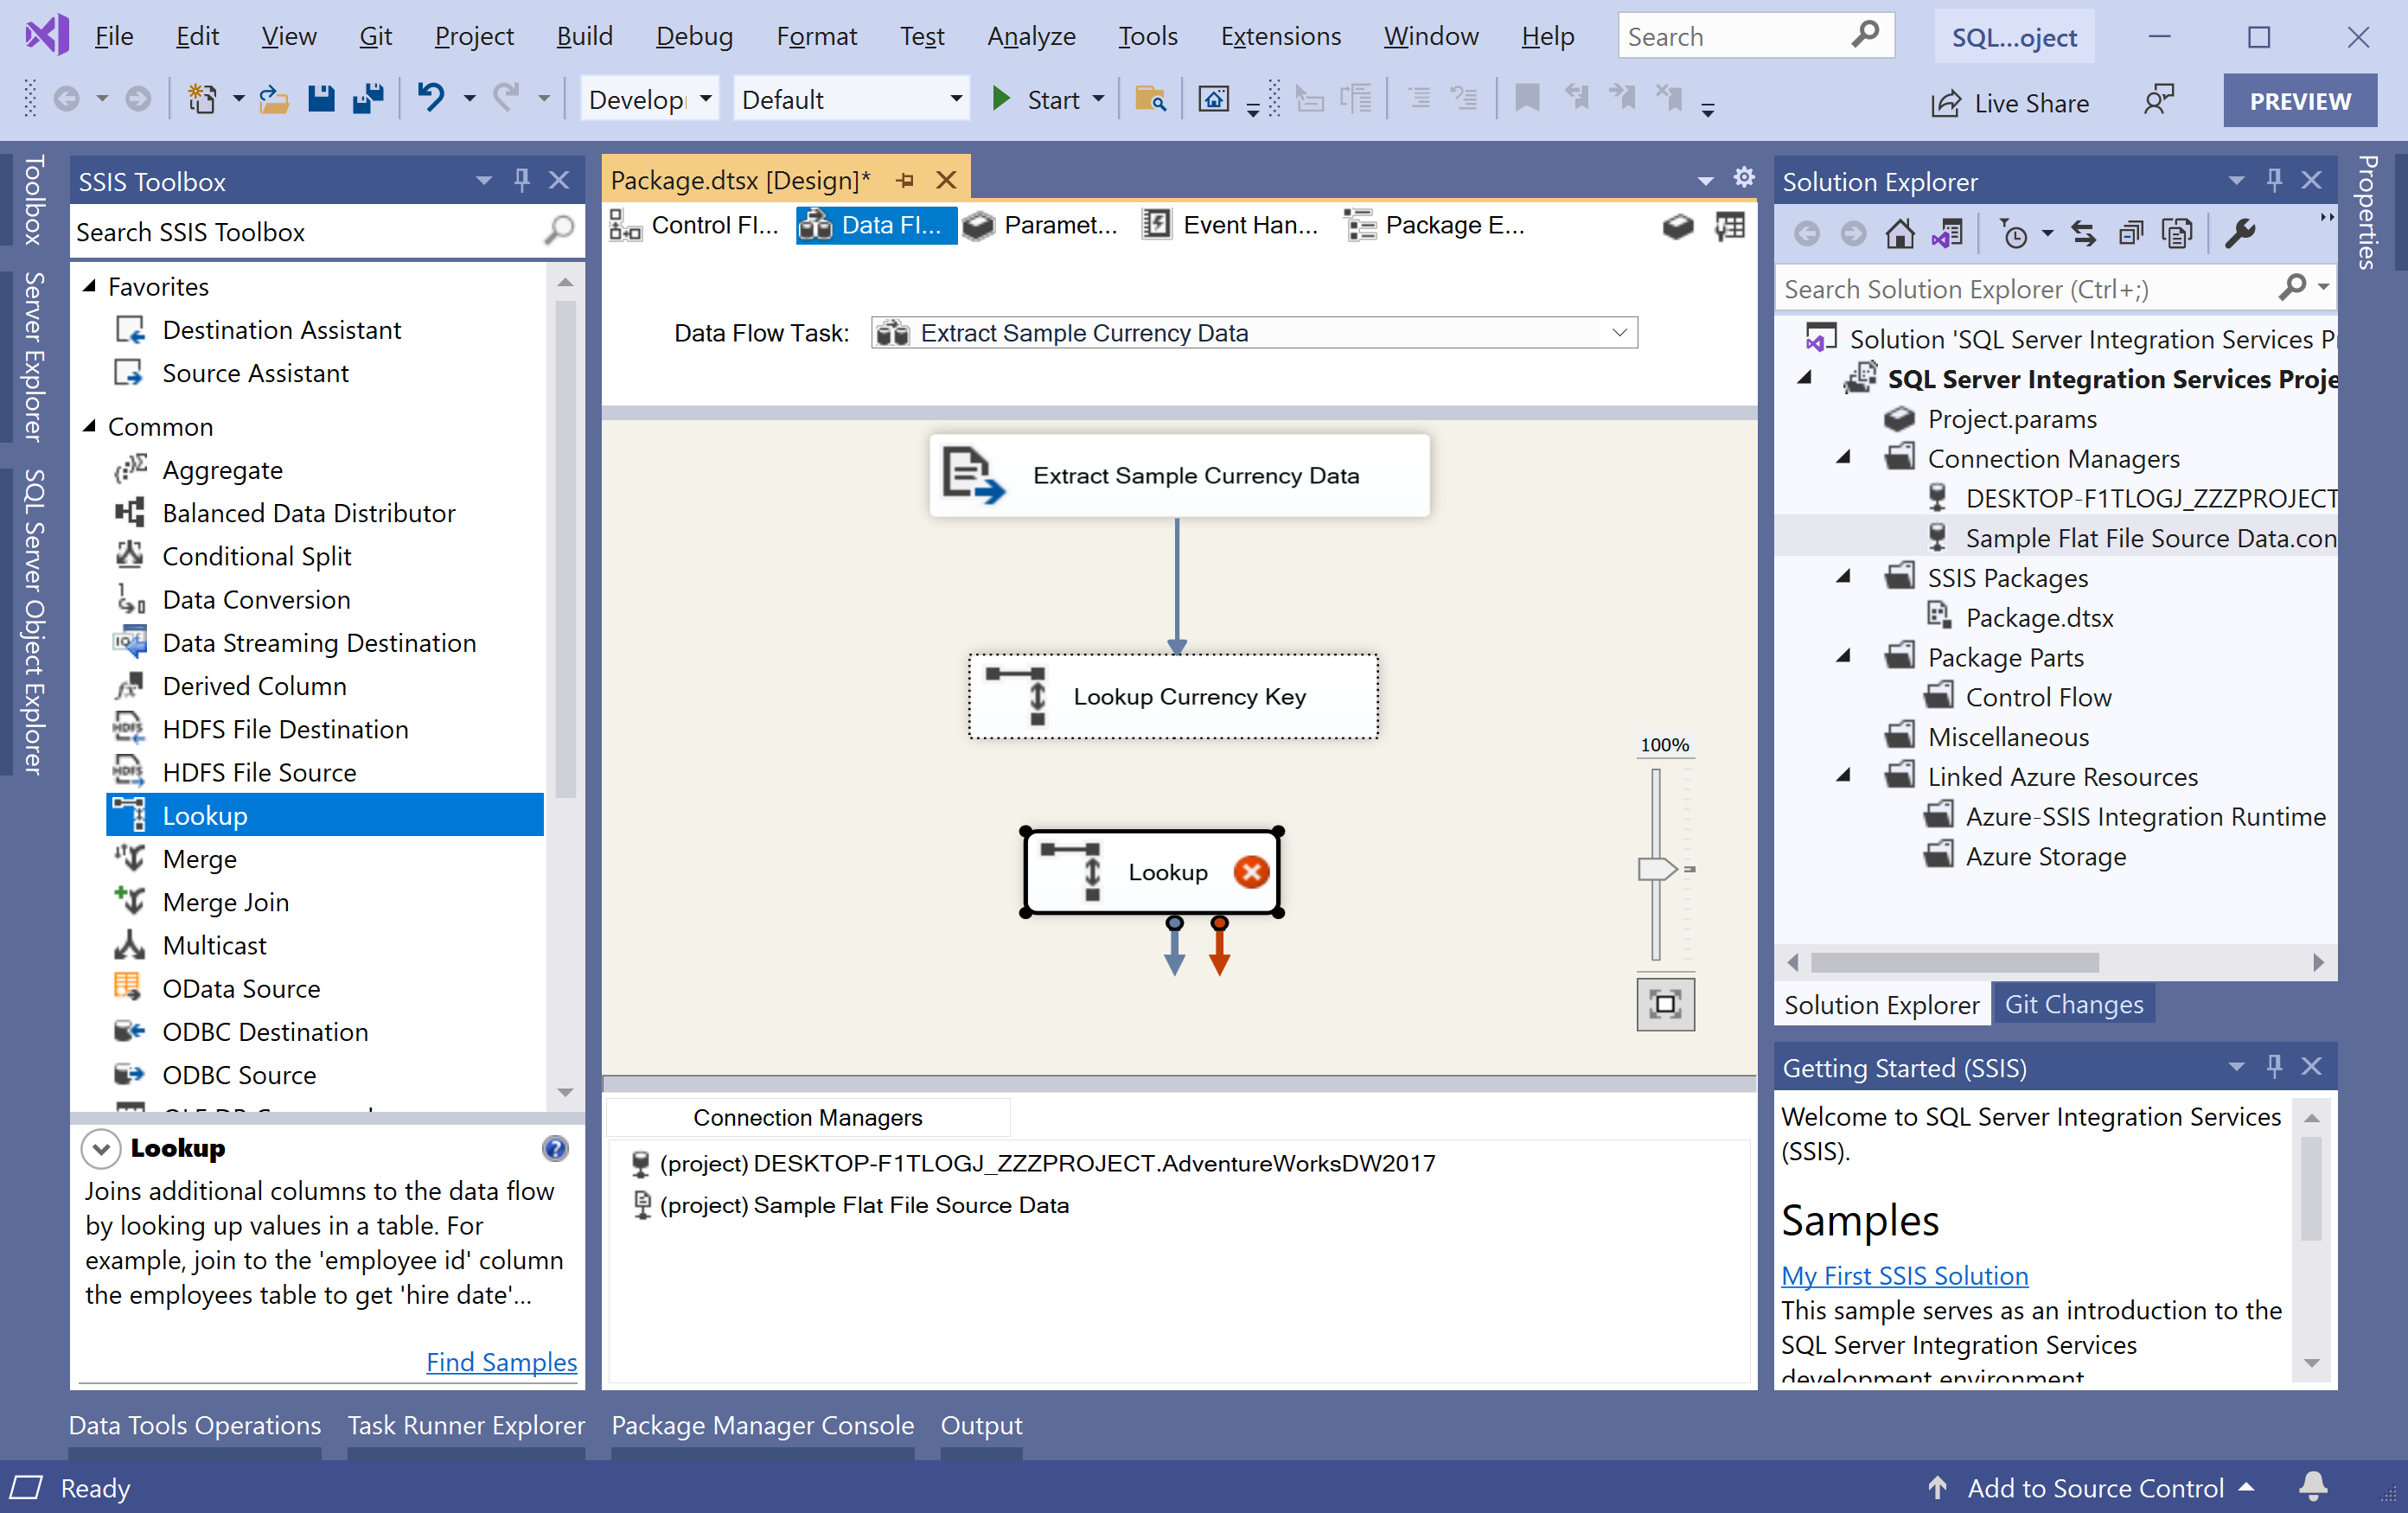 File Edit View Git Project Build Debug Format Test Analyze Tools Extensions Window Help Search SQL...oject
Develop Default Start Live Share PREVIEW
Toolbox
Server Explorer
SQL Server Object Explorer
SSIS Toolbox
Search SSIS Toolbox
Favorites
Destination Assistant
Source Assistant
Common
Aggregate
Balanced Data Distributor
Conditional Split
Data Conversion
Data Streaming Destination
Derived Column
HDFS File Destination
HDFS File Source
Lookup
Merge
Merge Join
Multicast
OData Source
ODBC Destination
ODBC Source
Lookup
Joins additional columns to the data flow
by looking up values in a table. For
example, join to the 'employee id' column
the employees table to get 'hire date'...
Find Samples
Package.dtsx [Design]*
Control Fl... Data Fl... Paramet... Event Han... Package E...
Data Flow Task: Extract Sample Currency Data
Extract Sample Currency Data
Lookup Currency Key
Lookup
100%
Connection Managers
(project) DESKTOP-F1TLOGJ_ZZZPROJECT.AdventureWorksDW2017
(project) Sample Flat File Source Data
Solution Explorer
Search Solution Explorer (Ctrl+;)
Solution 'SQL Server Integration Services P
SQL Server Integration Services Proje
Project.params
Connection Managers
DESKTOP-F1TLOGJ_ZZZPROJECT
Sample Flat File Source Data.con
SSIS Packages
Package.dtsx
Package Parts
Control Flow
Miscellaneous
Linked Azure Resources
Azure-SSIS Integration Runtime
Azure Storage
Solution Explorer Git Changes
Getting Started (SSIS)
Welcome to SQL Server Integration Services
(SSIS).
Samples
My First SSIS Solution
This sample serves as an introduction to the
SQL Server Integration Services
development environment
Properties
Data Tools Operations Task Runner Explorer Package Manager Console Output
Ready Add to Source Control